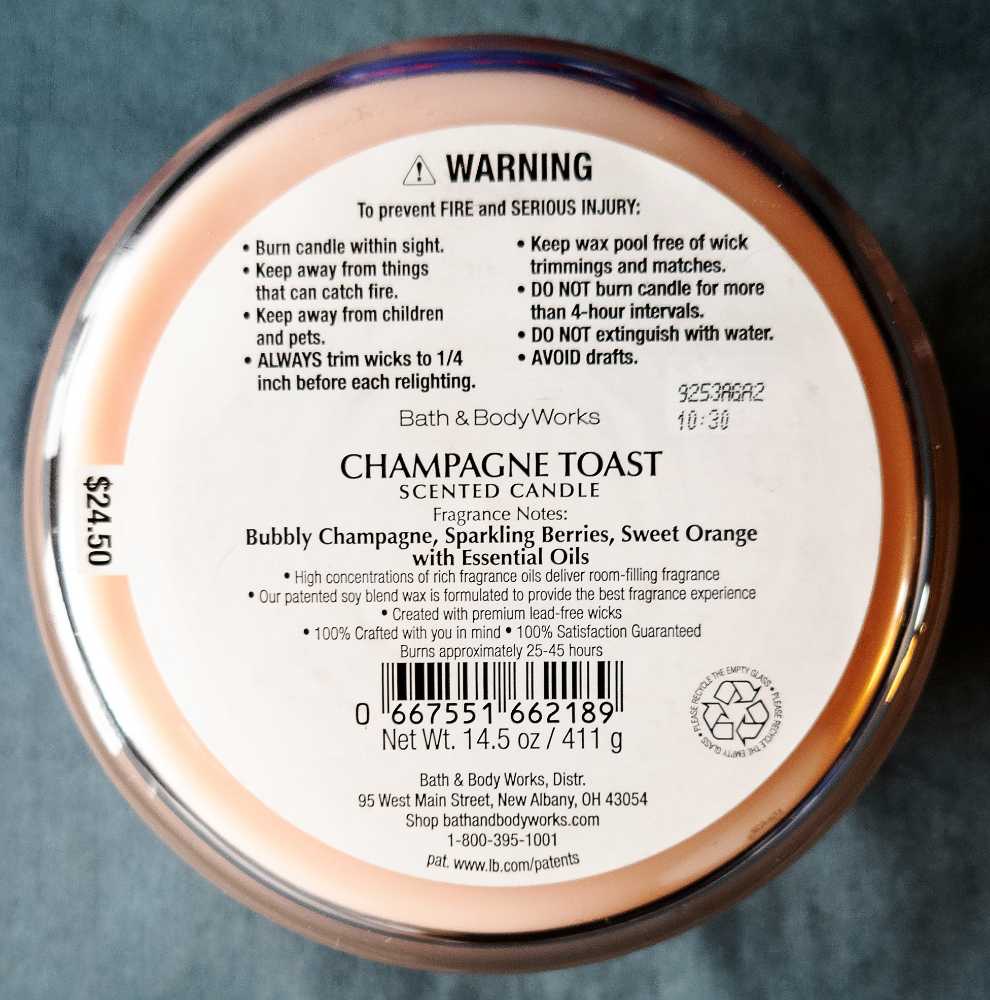 WARNING
To prevent FIRE and SERIOUS INJURY:
• Burn candle within sight.
• Keep away from things
that can catch fire.
• Keep away from children
and pets.
• ALWAYS trim wicks to 1/4
inch before each relighting.
• Keep wax pool free of wick
trimmings and matches.
• DO NOT burn candle for more
than 4-hour intervals.
• DO NOT extinguish with water.
• AVOID drafts.
9253AGA2
10:30
Bath & Body Works
CHAMPAGNE TOAST
SCENTED CANDLE
Fragrance Notes:
Bubbly Champagne, Sparkling Berries, Sweet Orange
with Essential Oils
• High concentrations of rich fragrance oils deliver room-filling fragrance
• Our patented soy blend wax is formulated to provide the best fragrance experience
• Created with premium lead-free wicks
• 100% Crafted with you in mind • 100% Satisfaction Guaranteed
Burns approximately 25-45 hours
$24.50
0 667551 662189
Net Wt. 14.5 oz / 411 g
• PLEASE RECYCLE THE EMPTY GLASS • PLEASE RECYCLE THE EMPTY GLASS
Bath & Body Works, Distr.
95 West Main Street, New Albany, OH 43054
Shop bathandbodyworks.com
1-800-395-1001
pat. www.lb.com/patents